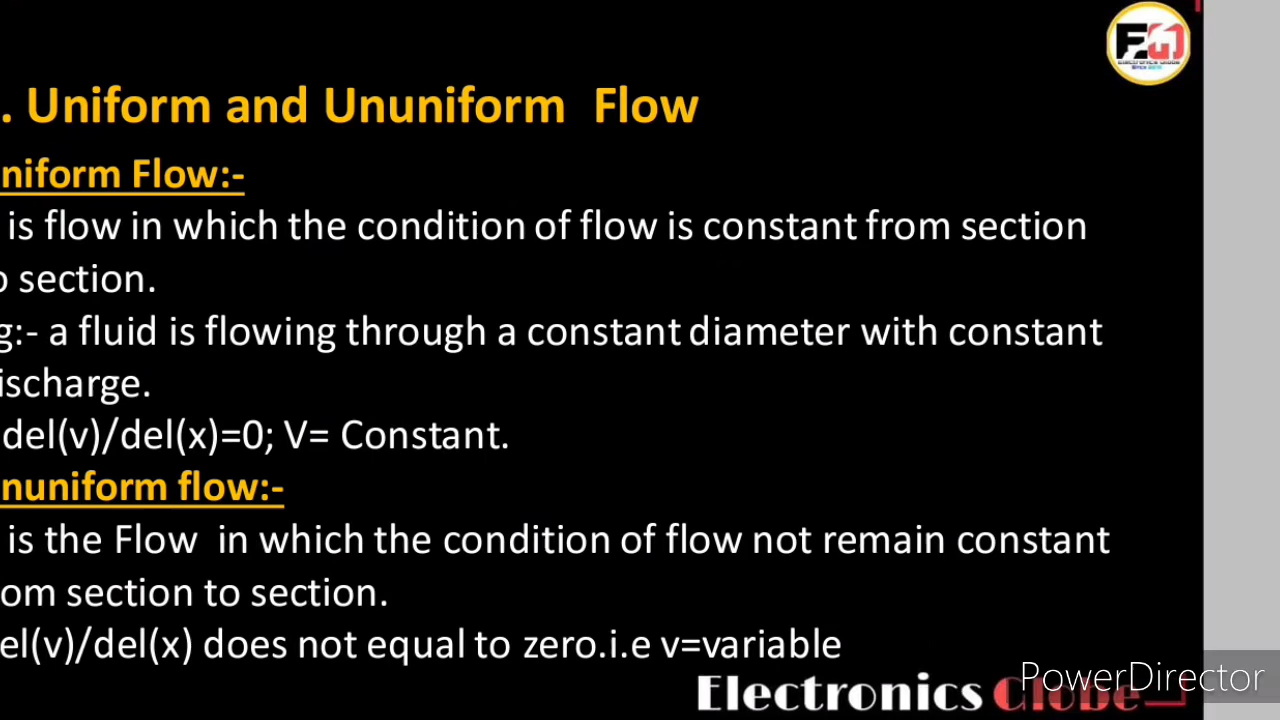 . Uniform and Ununiform Flow
niform Flow:-
is flow in which the condition of flow is constant from section
o section.
g:- a fluid is flowing through a constant diameter with constant
ischarge.
del(v)/del(x)=0; V= Constant.
nuniform flow:-
is the Flow in which the condition of flow not remain constant
om section to section.
el(v)/del(x) does not equal to zero.i.e v=variable
Electronics Globe
PowerDirector